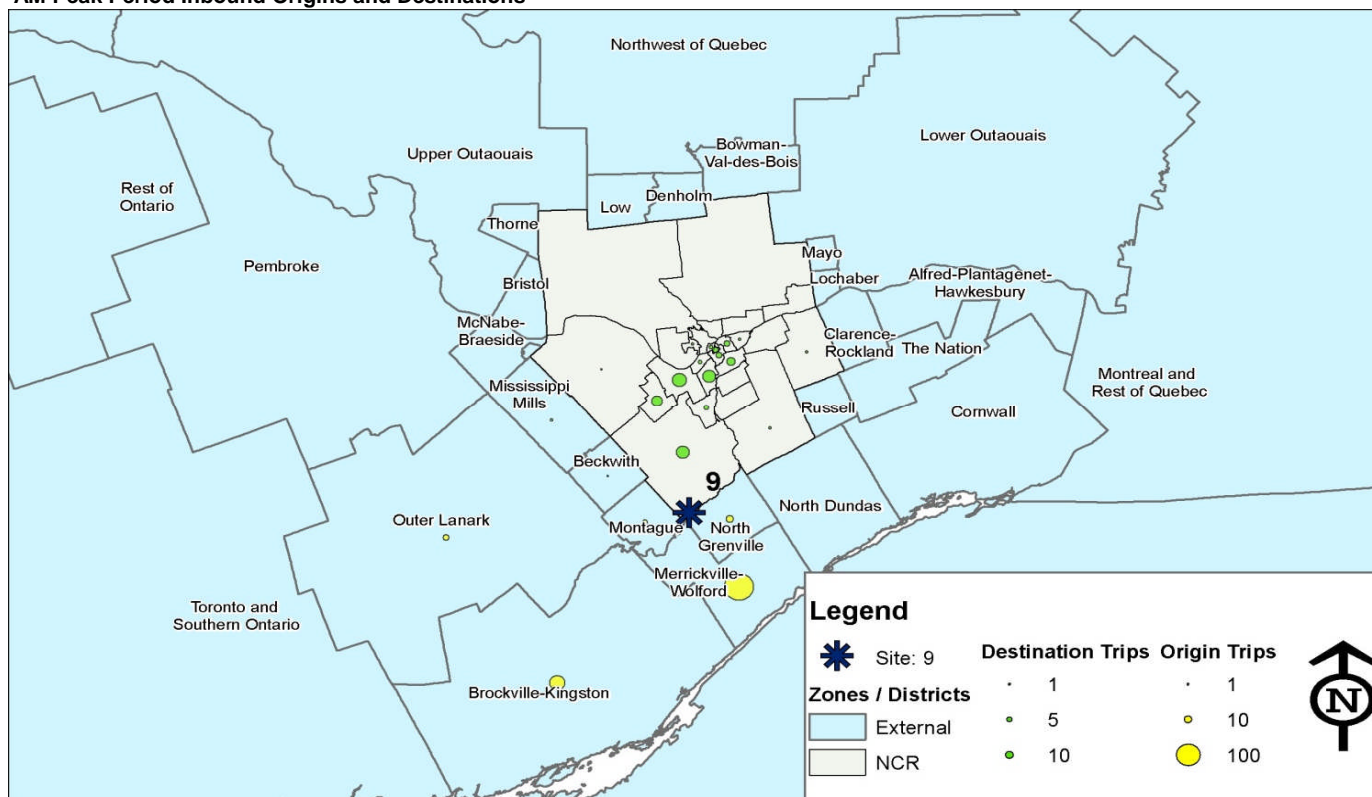 AM Peak Period Inbound Origins and Destinations
Northwest of Quebec
Lower Outaouais
Upper Outaouais
Bowman-
Val-des-Bois
Rest of
Ontario
Denholm
Low
Thorne
Mayo
Pembroke
Lochaber
Alfred-Plantagenet-
Hawkesbury
Bristol
McNabe-
Braeside
Clarence-
Rockland
The Nation
Montreal and
Rest of Quebec
Mississippi
Mills
Russell
Cornwall
Beckwith
9
North Dundas
Outer Lanark
Montague
North
Grenville
Merrickville-
Wolford
Toronto and
Southern Ontario
Brockville-Kingston
Legend
Site: 9
Zones / Districts
External
NCR
Destination Trips
1
5
10
Origin Trips
1
10
100
N